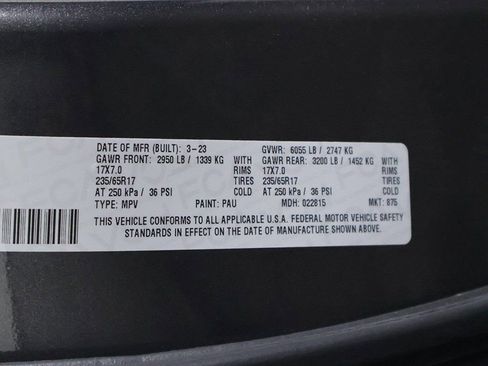 DATE OF MFR (BUILT): 3-23 GVWR: 6055 LB / 2747 KG
GAWR FRONT: 2950 LB / 1339 KG WITH GAWR REAR: 3200 LB / 1452 KG WITH
17X7.0 RIMS 17X7.0 RIMS
235/65R17 TIRES 235/65R17 TIRES
AT 250 kPa / 36 PSI COLD AT 250 kPa / 36 PSI COLD
TYPE: MPV PAINT: PAU MDH: 022815 MKT: 875
THIS VEHICLE CONFORMS TO ALL APPLICABLE U.S.A. FEDERAL MOTOR VEHICLE SAFETY
STANDARDS IN EFFECT ON THE DATE OF MANUFACTURE SHOWN ABOVE.